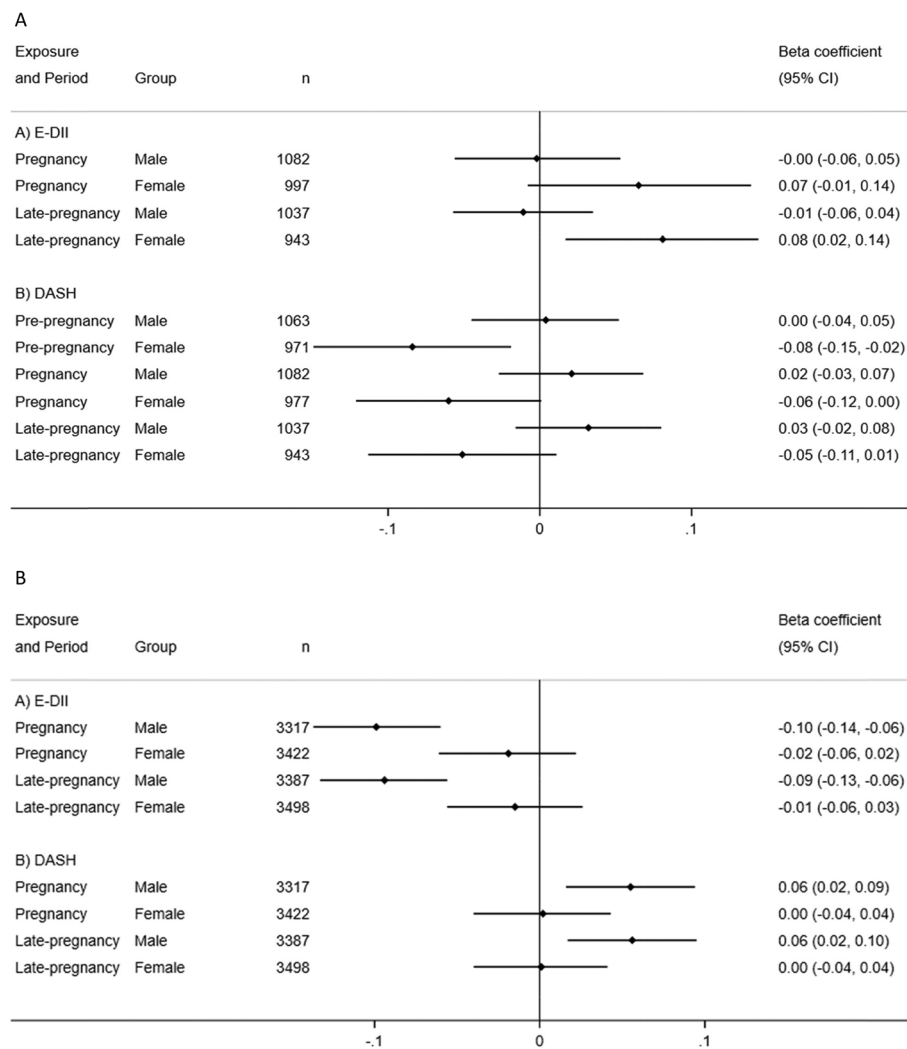 A
Exposure Beta coefficient
and Period Group n (95% CI)
A) E-DII
Pregnancy Male 1082 -0.00 (-0.06, 0.05)
Pregnancy Female 997 0.07 (-0.01, 0.14)
Late-pregnancy Male 1037 -0.01 (-0.06, 0.04)
Late-pregnancy Female 943 0.08 (0.02, 0.14)
B) DASH
Pre-pregnancy Male 1063 0.00 (-0.04, 0.05)
Pre-pregnancy Female 971 -0.08 (-0.15, -0.02)
Pregnancy Male 1082 0.02 (-0.03, 0.07)
Pregnancy Female 977 -0.06 (-0.12, 0.00)
Late-pregnancy Male 1037 0.03 (-0.02, 0.08)
Late-pregnancy Female 943 -0.05 (-0.11, 0.01)
-.1 0 .1
B
Exposure Beta coefficient
and Period Group n (95% CI)
A) E-DII
Pregnancy Male 3317 -0.10 (-0.14, -0.06)
Pregnancy Female 3422 -0.02 (-0.06, 0.02)
Late-pregnancy Male 3387 -0.09 (-0.13, -0.06)
Late-pregnancy Female 3498 -0.01 (-0.06, 0.03)
B) DASH
Pregnancy Male 3317 0.06 (0.02, 0.09)
Pregnancy Female 3422 0.00 (-0.04, 0.04)
Late-pregnancy Male 3387 0.06 (0.02, 0.10)
Late-pregnancy Female 3498 0.00 (-0.04, 0.04)
-.1 0 .1